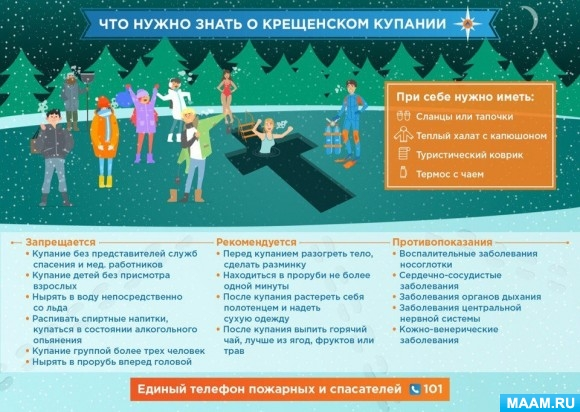 ЧТО НУЖНО ЗНАТЬ О КРЕЩЕНСКОМ КУПАНИИ
При себе нужно иметь:
Сланцы или тапочки
Теплый халат с капюшоном
Туристический коврик
Термос с чаем
Запрещается
• Купание без представителей служб
спасения и мед. работников
• Купание детей без присмотра
взрослых
• Нырять в воду непосредственно
со льда
• Распивать спиртные напитки,
купаться в состоянии алкогольного
опьянения
• Купание группой более трех человек
• Нырять в прорубь вперед головой
Рекомендуется
• Перед купанием разогреть тело,
сделать разминку
• Находиться в проруби не более
одной минуты
• После купания растереть себя
полотенцем и надеть
сухую одежду
• После купания выпить горячий
чай, лучше из ягод, фруктов или
трав
Противопоказания
• Воспалительные заболевания
носоглотки
• Сердечно-сосудистые
заболевания
• Заболевания органов дыхания
• Заболевания центральной
нервной системы
• Кожно-венерические
заболевания
Единый телефон пожарных и спасателей 101
MAAM.RU